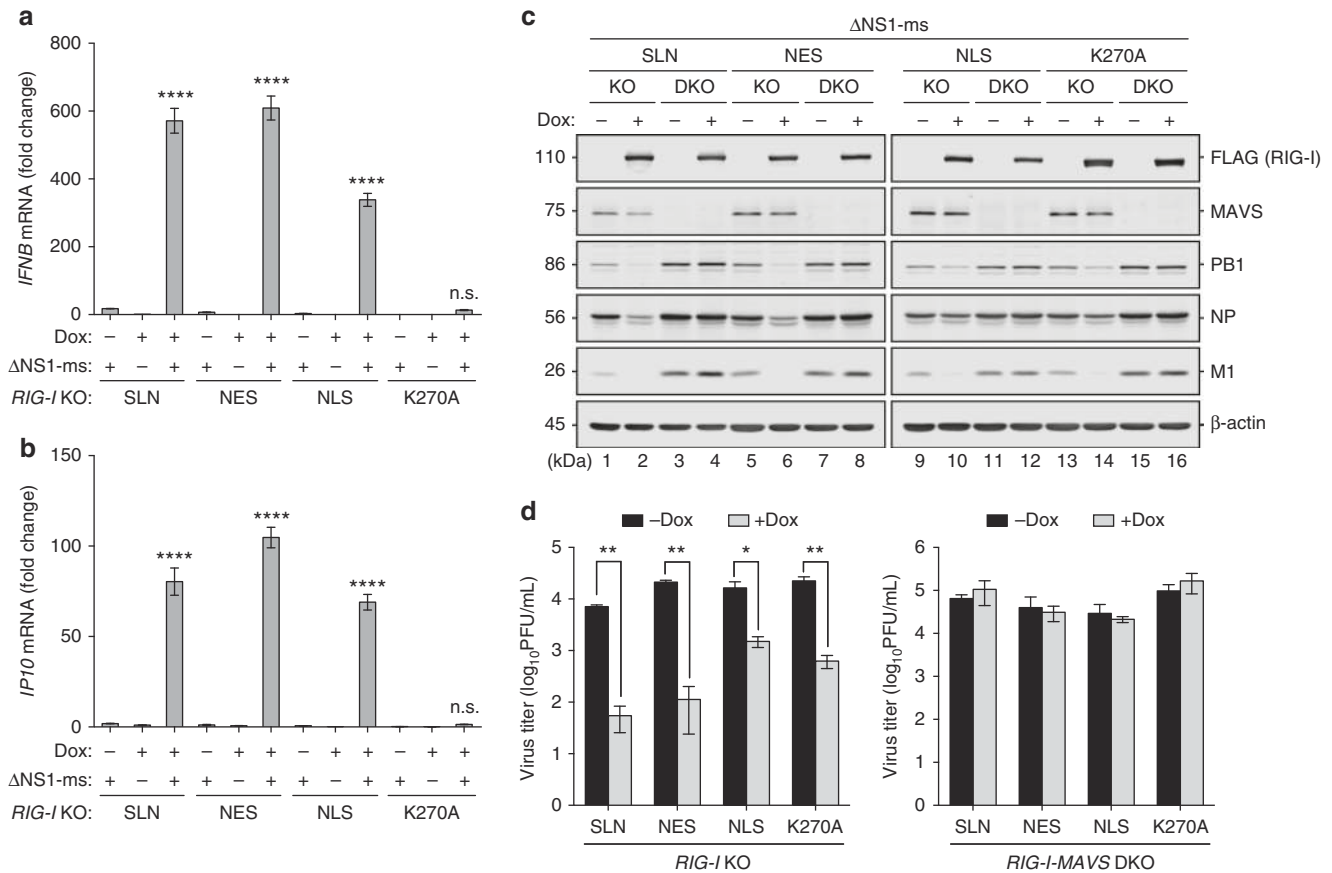 a
800
600
400
200
0
IFNB mRNA (fold change)
****
****
****
n.s.
Dox: – + + – + + – + + – + +
ΔNS1-ms: + – + + – + + – + + – +
RIG-I KO: SLN NES NLS K270A
b
150
100
50
0
IP10 mRNA (fold change)
****
****
****
n.s.
Dox: – + + – + + – + + – + +
ΔNS1-ms: + – + + – + + – + + – +
RIG-I KO: SLN NES NLS K270A
c
ΔNS1-ms
SLN NES NLS K270A
KO DKO KO DKO KO DKO KO DKO
Dox: – + – + – + – + – + – + – + – +
110 FLAG (RIG-I)
75 MAVS
86 PB1
56 NP
26 M1
45 β-actin
(kDa) 1 2 3 4 5 6 7 8 9 10 11 12 13 14 15 16
d
–Dox +Dox
5
4
3
2
1
0
Virus titer (log10PFU/mL)
** ** * **
SLN NES NLS K270A
RIG-I KO
–Dox +Dox
6
5
4
3
2
1
0
Virus titer (log10PFU/mL)
SLN NES NLS K270A
RIG-I-MAVS DKO